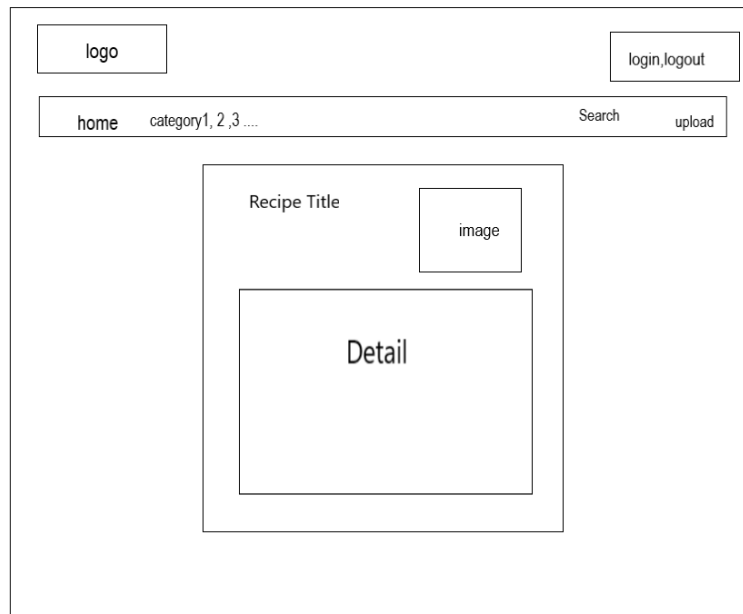 logo
login,logout
home category1, 2 ,3 .... Search upload
Recipe Title
image
Detail